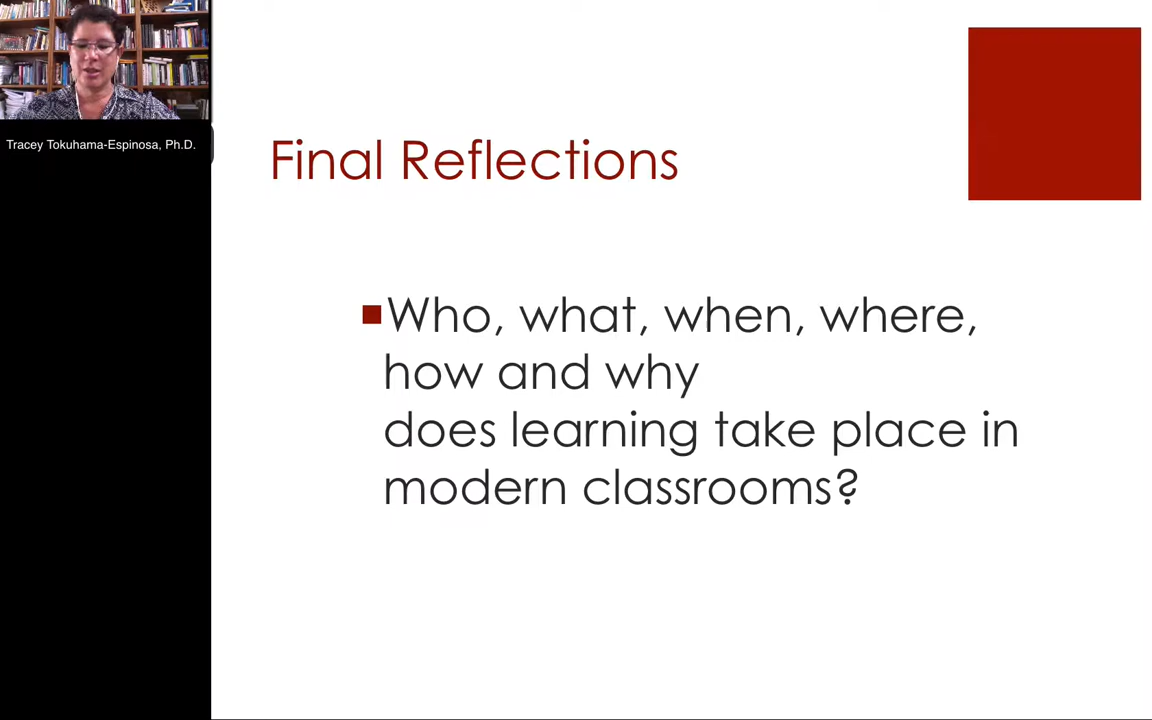 Tracey Tokuhama-Espinosa, Ph.D.
Final Reflections
Who, what, when, where,
how and why
does learning take place in
modern classrooms?